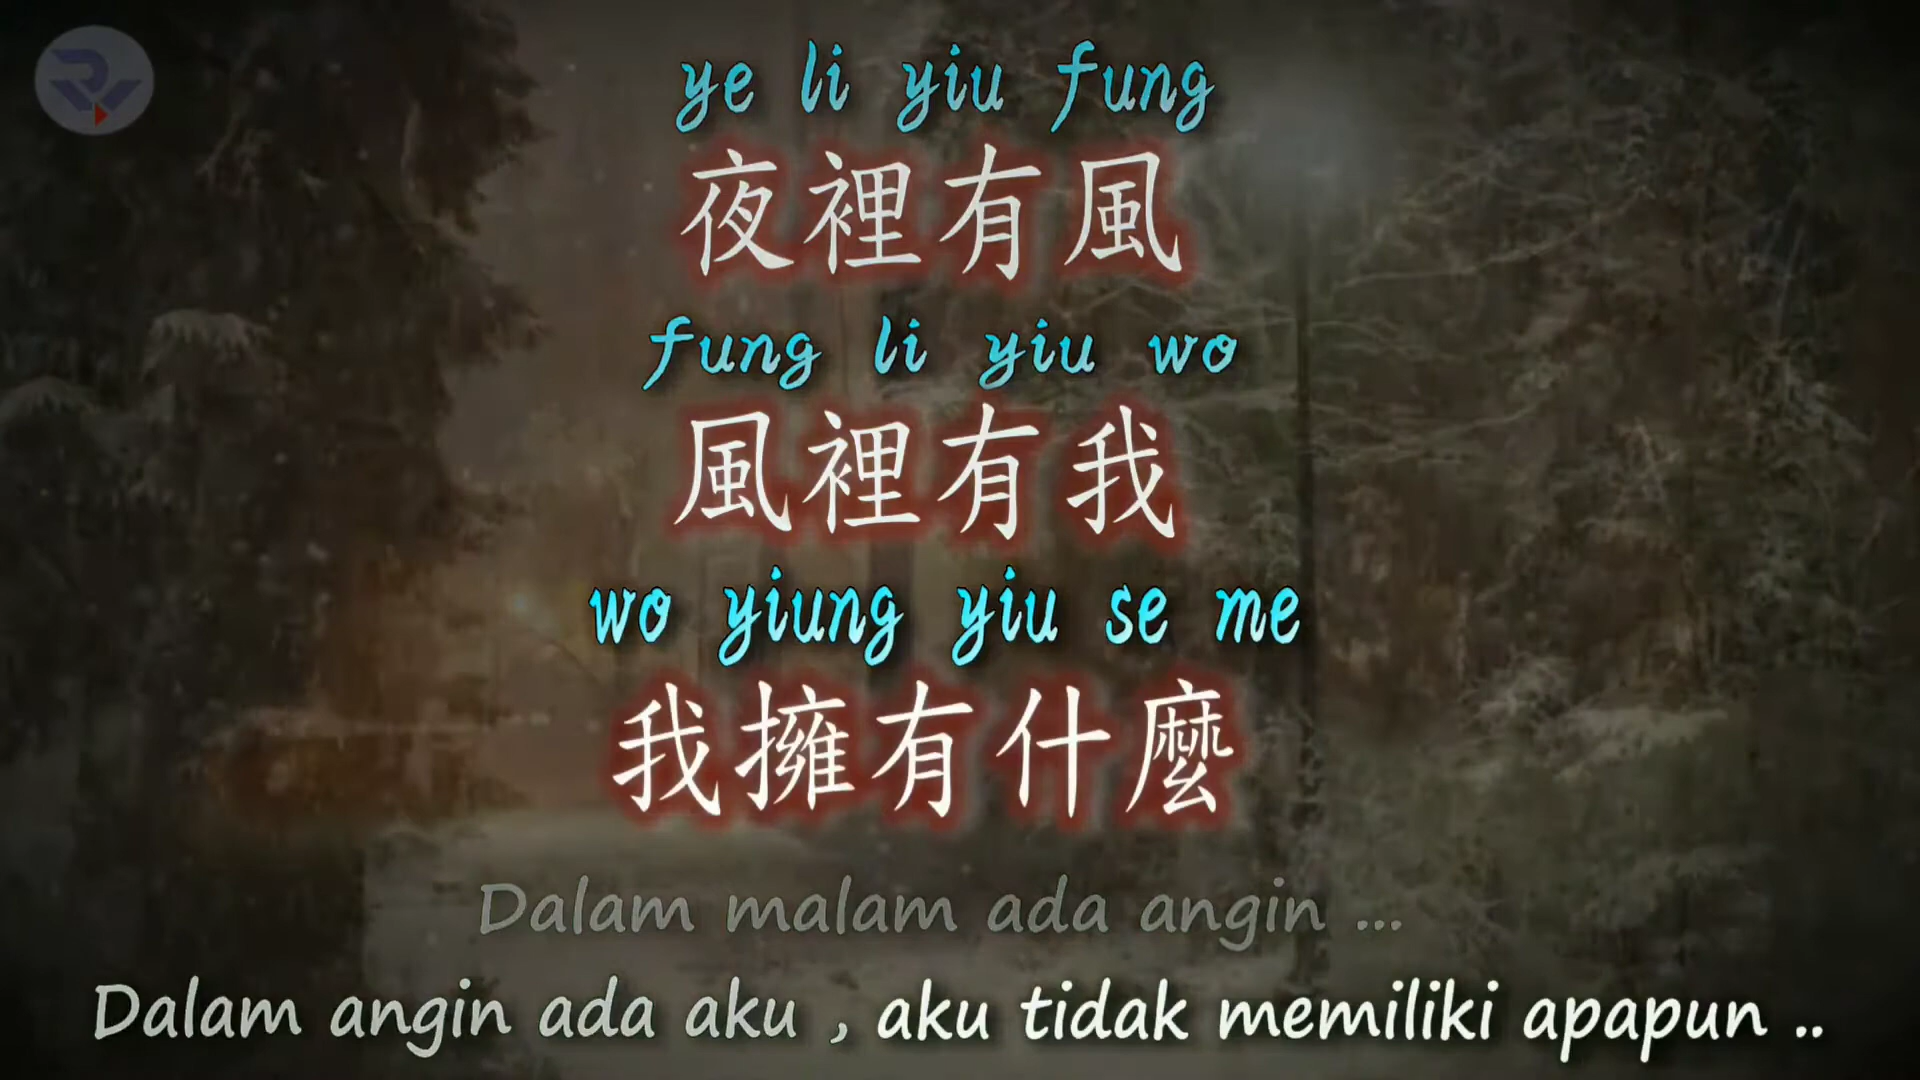 ye li yiu fung
夜裡有風
fung li yiu wo
風裡有我
wo yiung yiu se me
我擁有什麼
Dalam malam ada angin ...
Dalam angin ada aku , aku tidak memiliki apapun ..